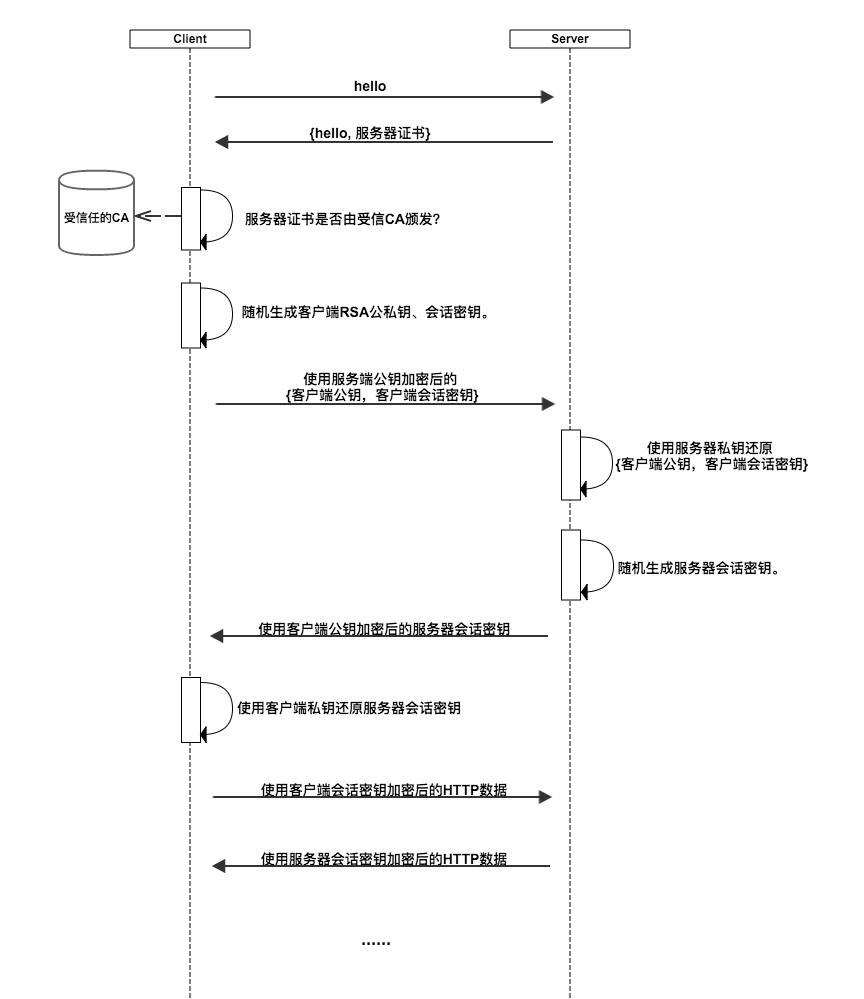 Client
Server
hello
{hello, 服务器证书}
受信任的CA
服务器证书是否由受信CA颁发?
随机生成客户端RSA公私钥、会话密钥。
使用服务端公钥加密后的
{客户端公钥，客户端会话密钥}
使用服务器私钥还原
{客户端公钥，客户端会话密钥}
随机生成服务器会话密钥。
使用客户端公钥加密后的服务器会话密钥
使用客户端私钥还原服务器会话密钥
使用客户端会话密钥加密后的HTTP数据
使用服务器会话密钥加密后的HTTP数据
......